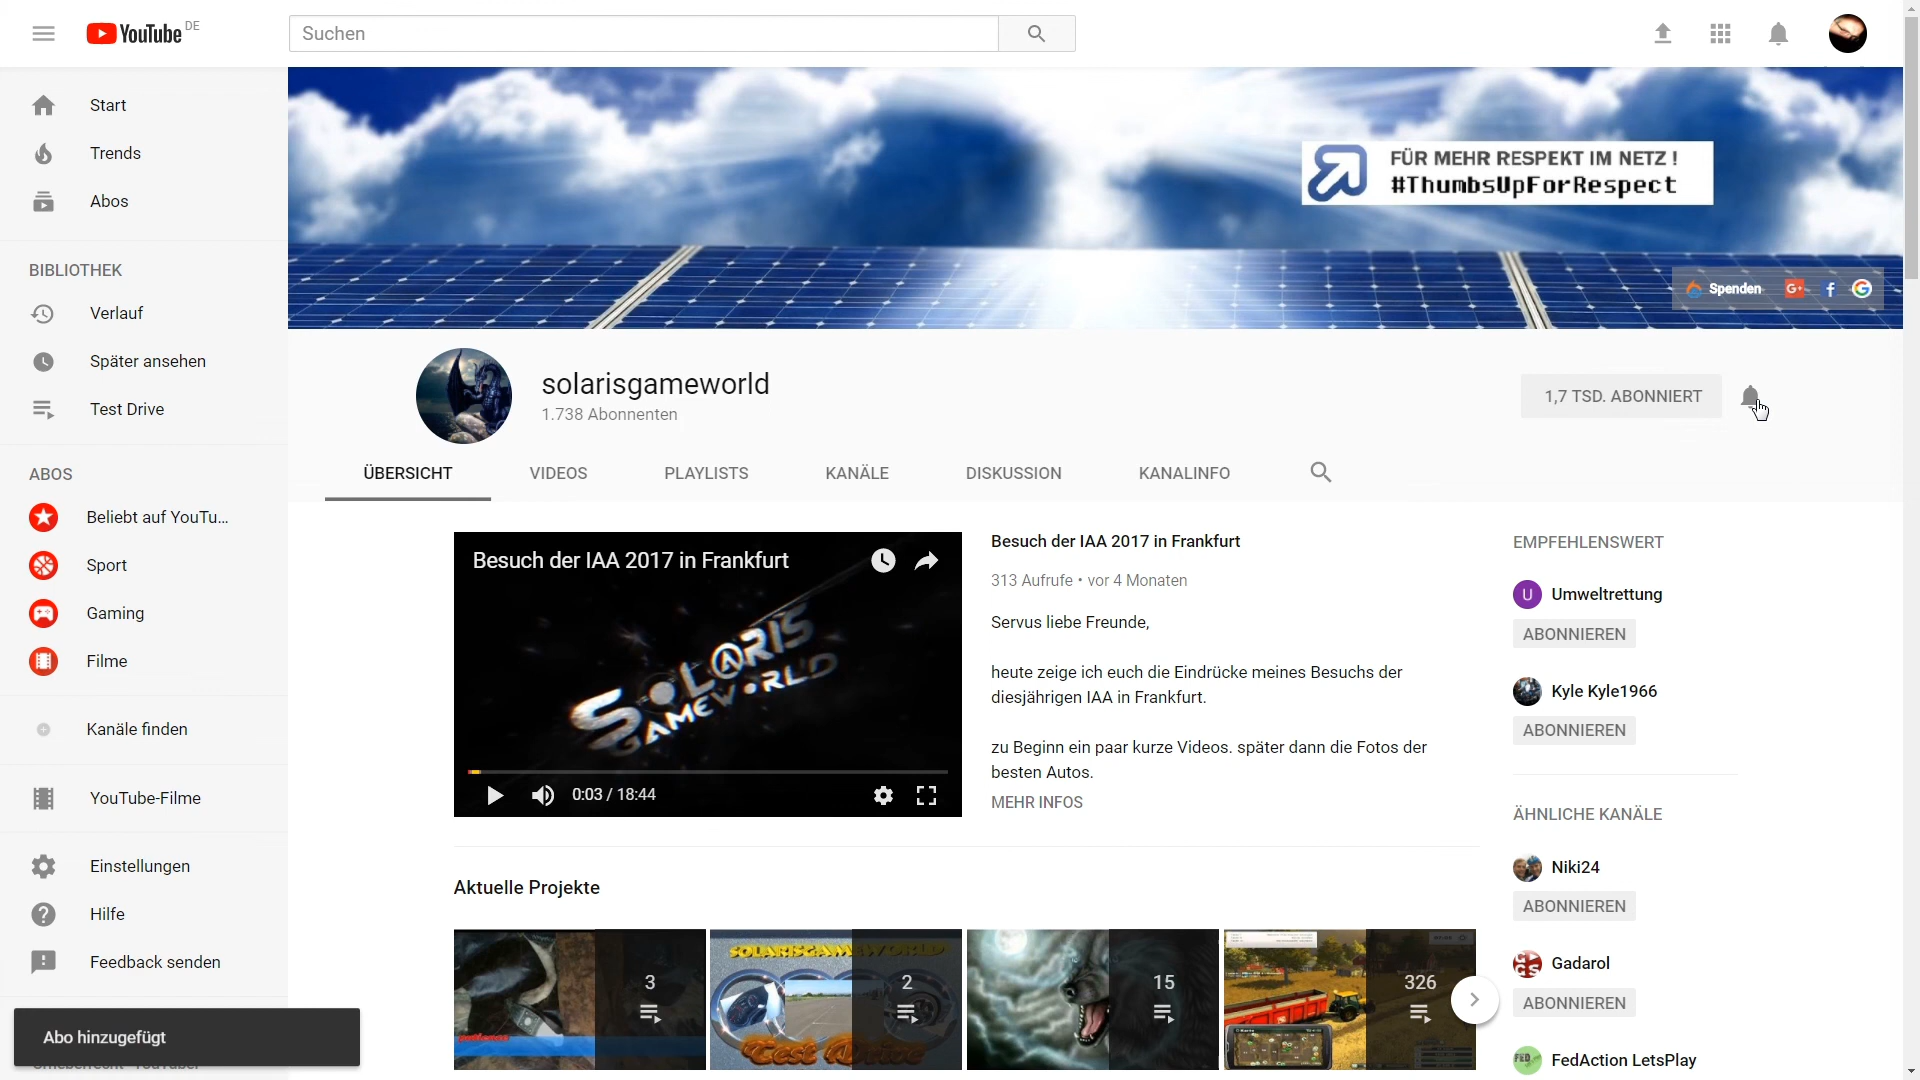 YouTube DE
Suchen
Start
Trends
Abos
BIBLIOTHEK
Verlauf
Später ansehen
Test Drive
ABOS
Beliebt auf YouTu...
Sport
Gaming
Filme
Kanäle finden
YouTube-Filme
Einstellungen
Hilfe
Feedback senden
Abo hinzugefügt
FÜR MEHR RESPEKT IM NETZ !
#ThumbsUpForRespect
Spenden
solarisgameworld
1.738 Abonnenten
1,7 TSD. ABONNIERT
ÜBERSICHT
VIDEOS
PLAYLISTS
KANÄLE
DISKUSSION
KANALINFO
Besuch der IAA 2017 in Frankfurt
SOLARIS
GAMEWORLD
0:03 / 18:44
Besuch der IAA 2017 in Frankfurt
313 Aufrufe • vor 4 Monaten
Servus liebe Freunde,
heute zeige ich euch die Eindrücke meines Besuchs der
diesjährigen IAA in Frankfurt.
zu Beginn ein paar kurze Videos. später dann die Fotos der
besten Autos.
MEHR INFOS
Aktuelle Projekte
3
SOLARISGAMEWORLD
2
Test Drive
15
326
EMPFEHLENSWERT
U Umweltrettung
ABONNIEREN
Kyle Kyle1966
ABONNIEREN
ÄHNLICHE KANÄLE
Niki24
ABONNIEREN
Gadarol
ABONNIEREN
FED FedAction LetsPlay